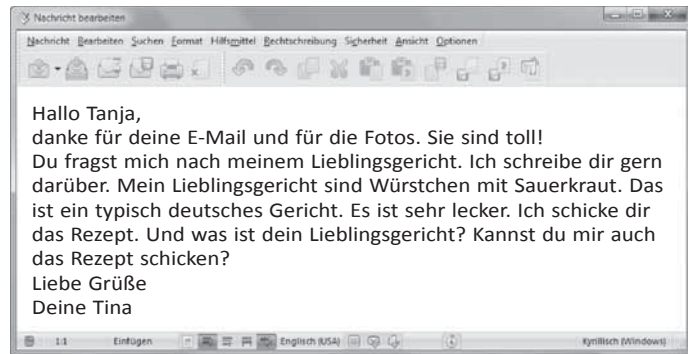 Nachricht bearbeiten
Nachricht Bearbeiten Suchen Format Hilfsmittel Rechtschreibung Sicherheit Ansicht Optionen
Hallo Tanja,
danke für deine E-Mail und für die Fotos. Sie sind toll!
Du fragst mich nach meinem Lieblingsgericht. Ich schreibe dir gern
darüber. Mein Lieblingsgericht sind Würstchen mit Sauerkraut. Das
ist ein typisch deutsches Gericht. Es ist sehr lecker. Ich schicke dir
das Rezept. Und was ist dein Lieblingsgericht? Kannst du mir auch
das Rezept schicken?
Liebe Grüße
Deine Tina
1:1 Einfügen Englisch (USA) Kyrillisch (Windows)